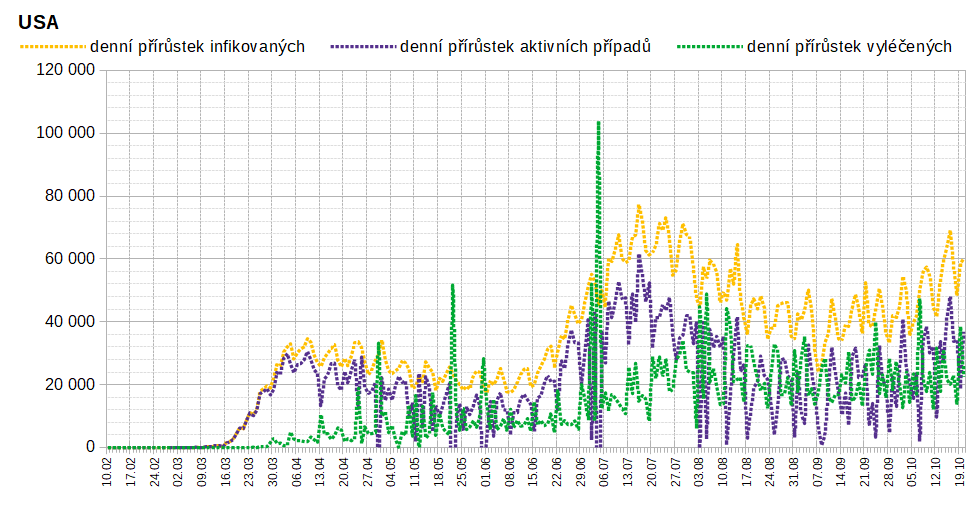 USA
denní přírůstek infikovaných denní přírůstek aktivních případů denní přírůstek vyléčených
120 000
100 000
80 000
60 000
40 000
20 000
0
10.02 17.02 24.02 02.03 09.03 16.03 23.03 30.03 06.04 13.04 20.04 27.04 04.05 11.05 18.05 25.05 01.06 08.06 15.06 22.06 29.06 06.07 13.07 20.07 27.07 03.08 10.08 17.08 24.08 31.08 07.09 14.09 21.09 28.09 05.10 12.10 19.10